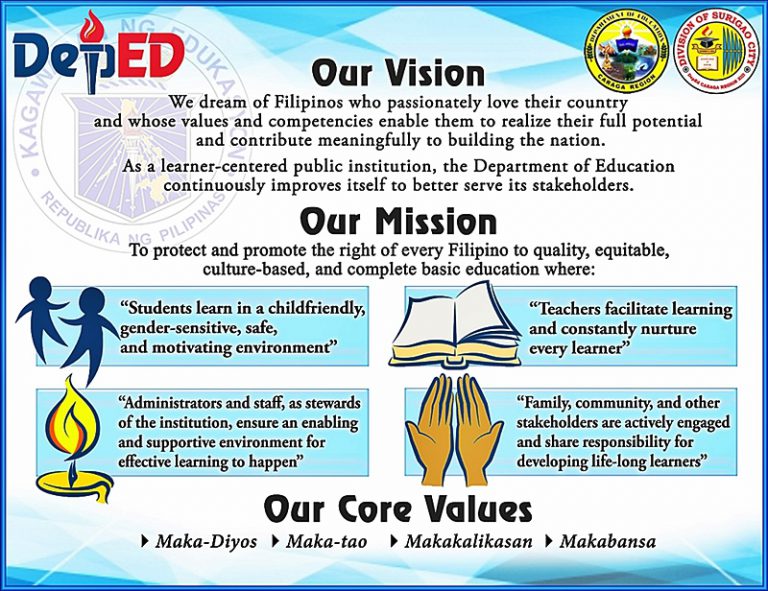 DepED
DEPARTMENT OF EDUCATION
CARAGA REGION
DIVISION OF SURIGAO CITY
Our Vision
We dream of Filipinos who passionately love their country
and whose values and competencies enable them to realize their full potential
and contribute meaningfully to building the nation.
As a learner-centered public institution, the Department of Education
continuously improves itself to better serve its stakeholders.
REPUBLIKA NG PILIPINAS
Our Mission
To protect and promote the right of every Filipino to quality, equitable,
culture-based, and complete basic education where:
“Students learn in a childfriendly,
gender-sensitive, safe,
and motivating environment”
“Teachers facilitate learning
and constantly nurture
every learner”
“Administrators and staff, as stewards
of the institution, ensure an enabling
and supportive environment for
effective learning to happen”
“Family, community, and other
stakeholders are actively engaged
and share responsibility for
developing life-long learners”
Our Core Values
Maka-Diyos Maka-tao Makakalikasan Makabansa